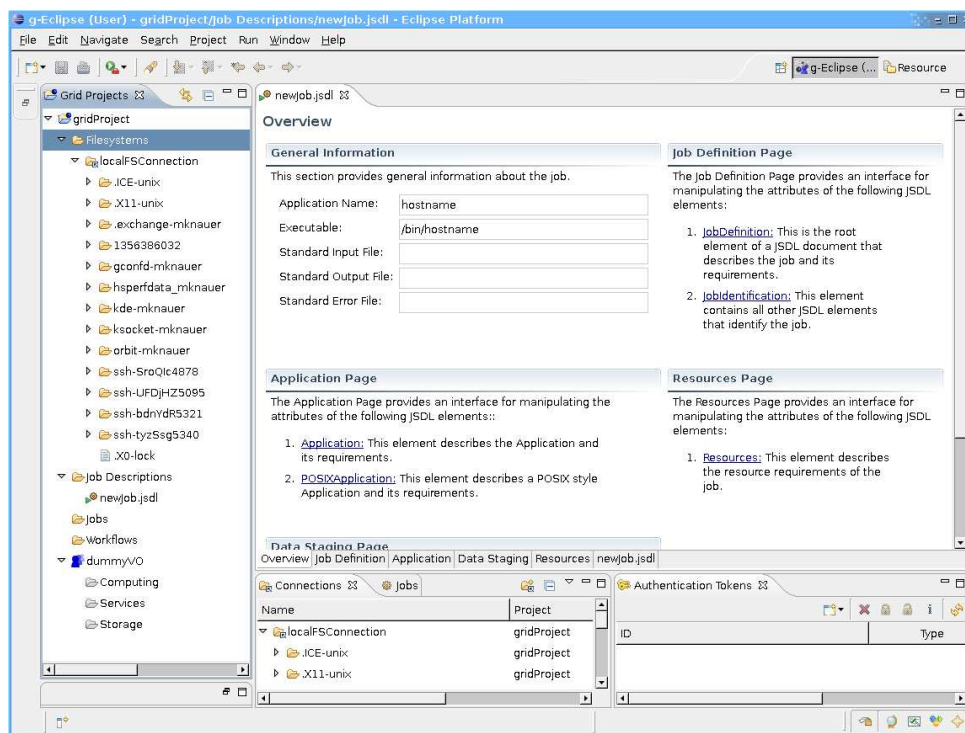 g-Eclipse (User) - gridProject/Job Descriptions/newJob.jsdl - Eclipse Platform
File Edit Navigate Search Project Run Window Help
g-Eclipse (... Resource
Grid Projects
gridProject
Filesystems
localFSConnection
.ICE-unix
.X11-unix
.exchange-mknauer
1356386032
gconfd-mknauer
hsperfdata_mknauer
kde-mknauer
ksocket-mknauer
orbit-mknauer
ssh-SroQIc4878
ssh-UFDjHZ5095
ssh-bdnYdR5321
ssh-tyzSsg5340
.X0-lock
Job Descriptions
newJob.jsdl
Jobs
Workflows
dummyVO
Computing
Services
Storage
newJob.jsdl
Overview
General Information
This section provides general information about the job.
Application Name: hostname
Executable: /bin/hostname
Standard Input File:
Standard Output File:
Standard Error File:
Job Definition Page
The Job Definition Page provides an interface for
manipulating the attributes of the following JSDL
elements:
1. JobDefinition: This is the root
element of a JSDL document that
describes the job and its
requirements.
2. JobIdentification: This element
contains all other JSDL elements
that identify the job.
Application Page
The Application Page provides an interface for manipulating the
attributes of the following JSDL elements::
1. Application: This element describes the Application and
its requirements.
2. POSIXApplication: This element describes a POSIX style
Application and its requirements.
Resources Page
The Resources Page provides an interface for
manipulating the attributes of the following JSDL
elements:
1. Resources: This element describes
the resource requirements of the
job.
Data Staging Page
Overview Job Definition Application Data Staging Resources newJob.jsdl
Connections Jobs
Name Project
localFSConnection gridProject
.ICE-unix gridProject
.X11-unix gridProject
Authentication Tokens
ID Type